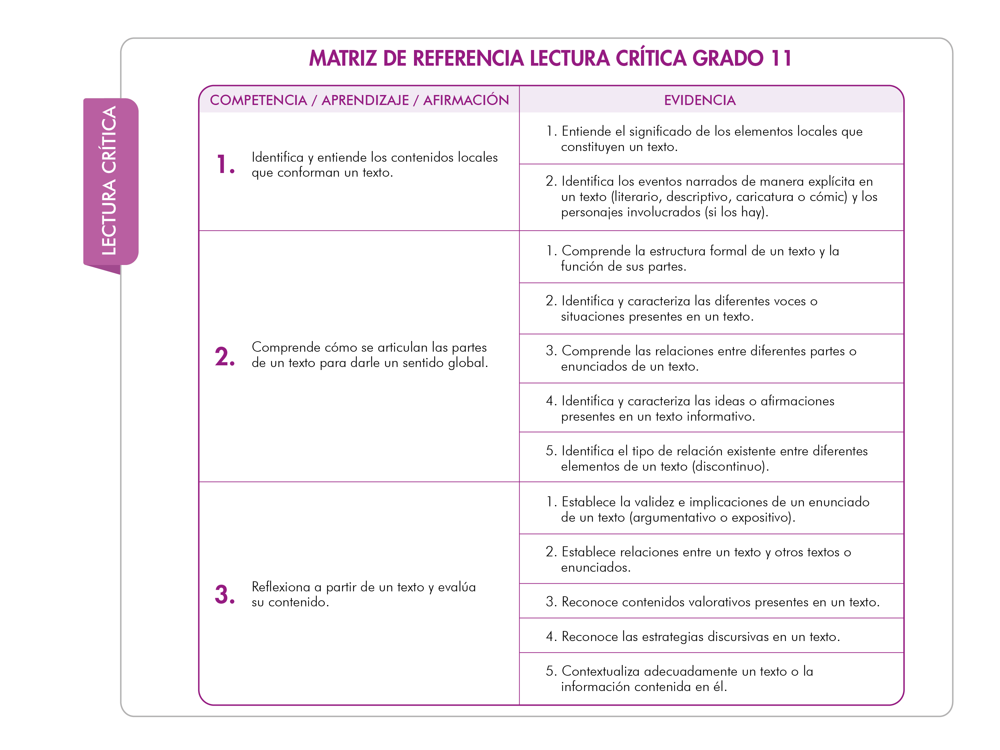 MATRIZ DE REFERENCIA LECTURA CRÍTICA GRADO 11
LECTURA CRÍTICA
COMPETENCIA / APRENDIZAJE / AFIRMACIÓN
EVIDENCIA
1.
Identifica y entiende los contenidos locales
que conforman un texto.
1. Entiende el significado de los elementos locales que
constituyen un texto.
2. Identifica los eventos narrados de manera explícita en
un texto (literario, descriptivo, caricatura o cómic) y los
personajes involucrados (si los hay).
2.
Comprende cómo se articulan las partes
de un texto para darle un sentido global.
1. Comprende la estructura formal de un texto y la
función de sus partes.
2. Identifica y caracteriza las diferentes voces o
situaciones presentes en un texto.
3. Comprende las relaciones entre diferentes partes o
enunciados de un texto.
4. Identifica y caracteriza las ideas o afirmaciones
presentes en un texto informativo.
5. Identifica el tipo de relación existente entre diferentes
elementos de un texto (discontinuo).
3.
Reflexiona a partir de un texto y evalúa
su contenido.
1. Establece la validez e implicaciones de un enunciado
de un texto (argumentativo o expositivo).
2. Establece relaciones entre un texto y otros textos o
enunciados.
3. Reconoce contenidos valorativos presentes en un texto.
4. Reconoce las estrategias discursivas en un texto.
5. Contextualiza adecuadamente un texto o la
información contenida en él.